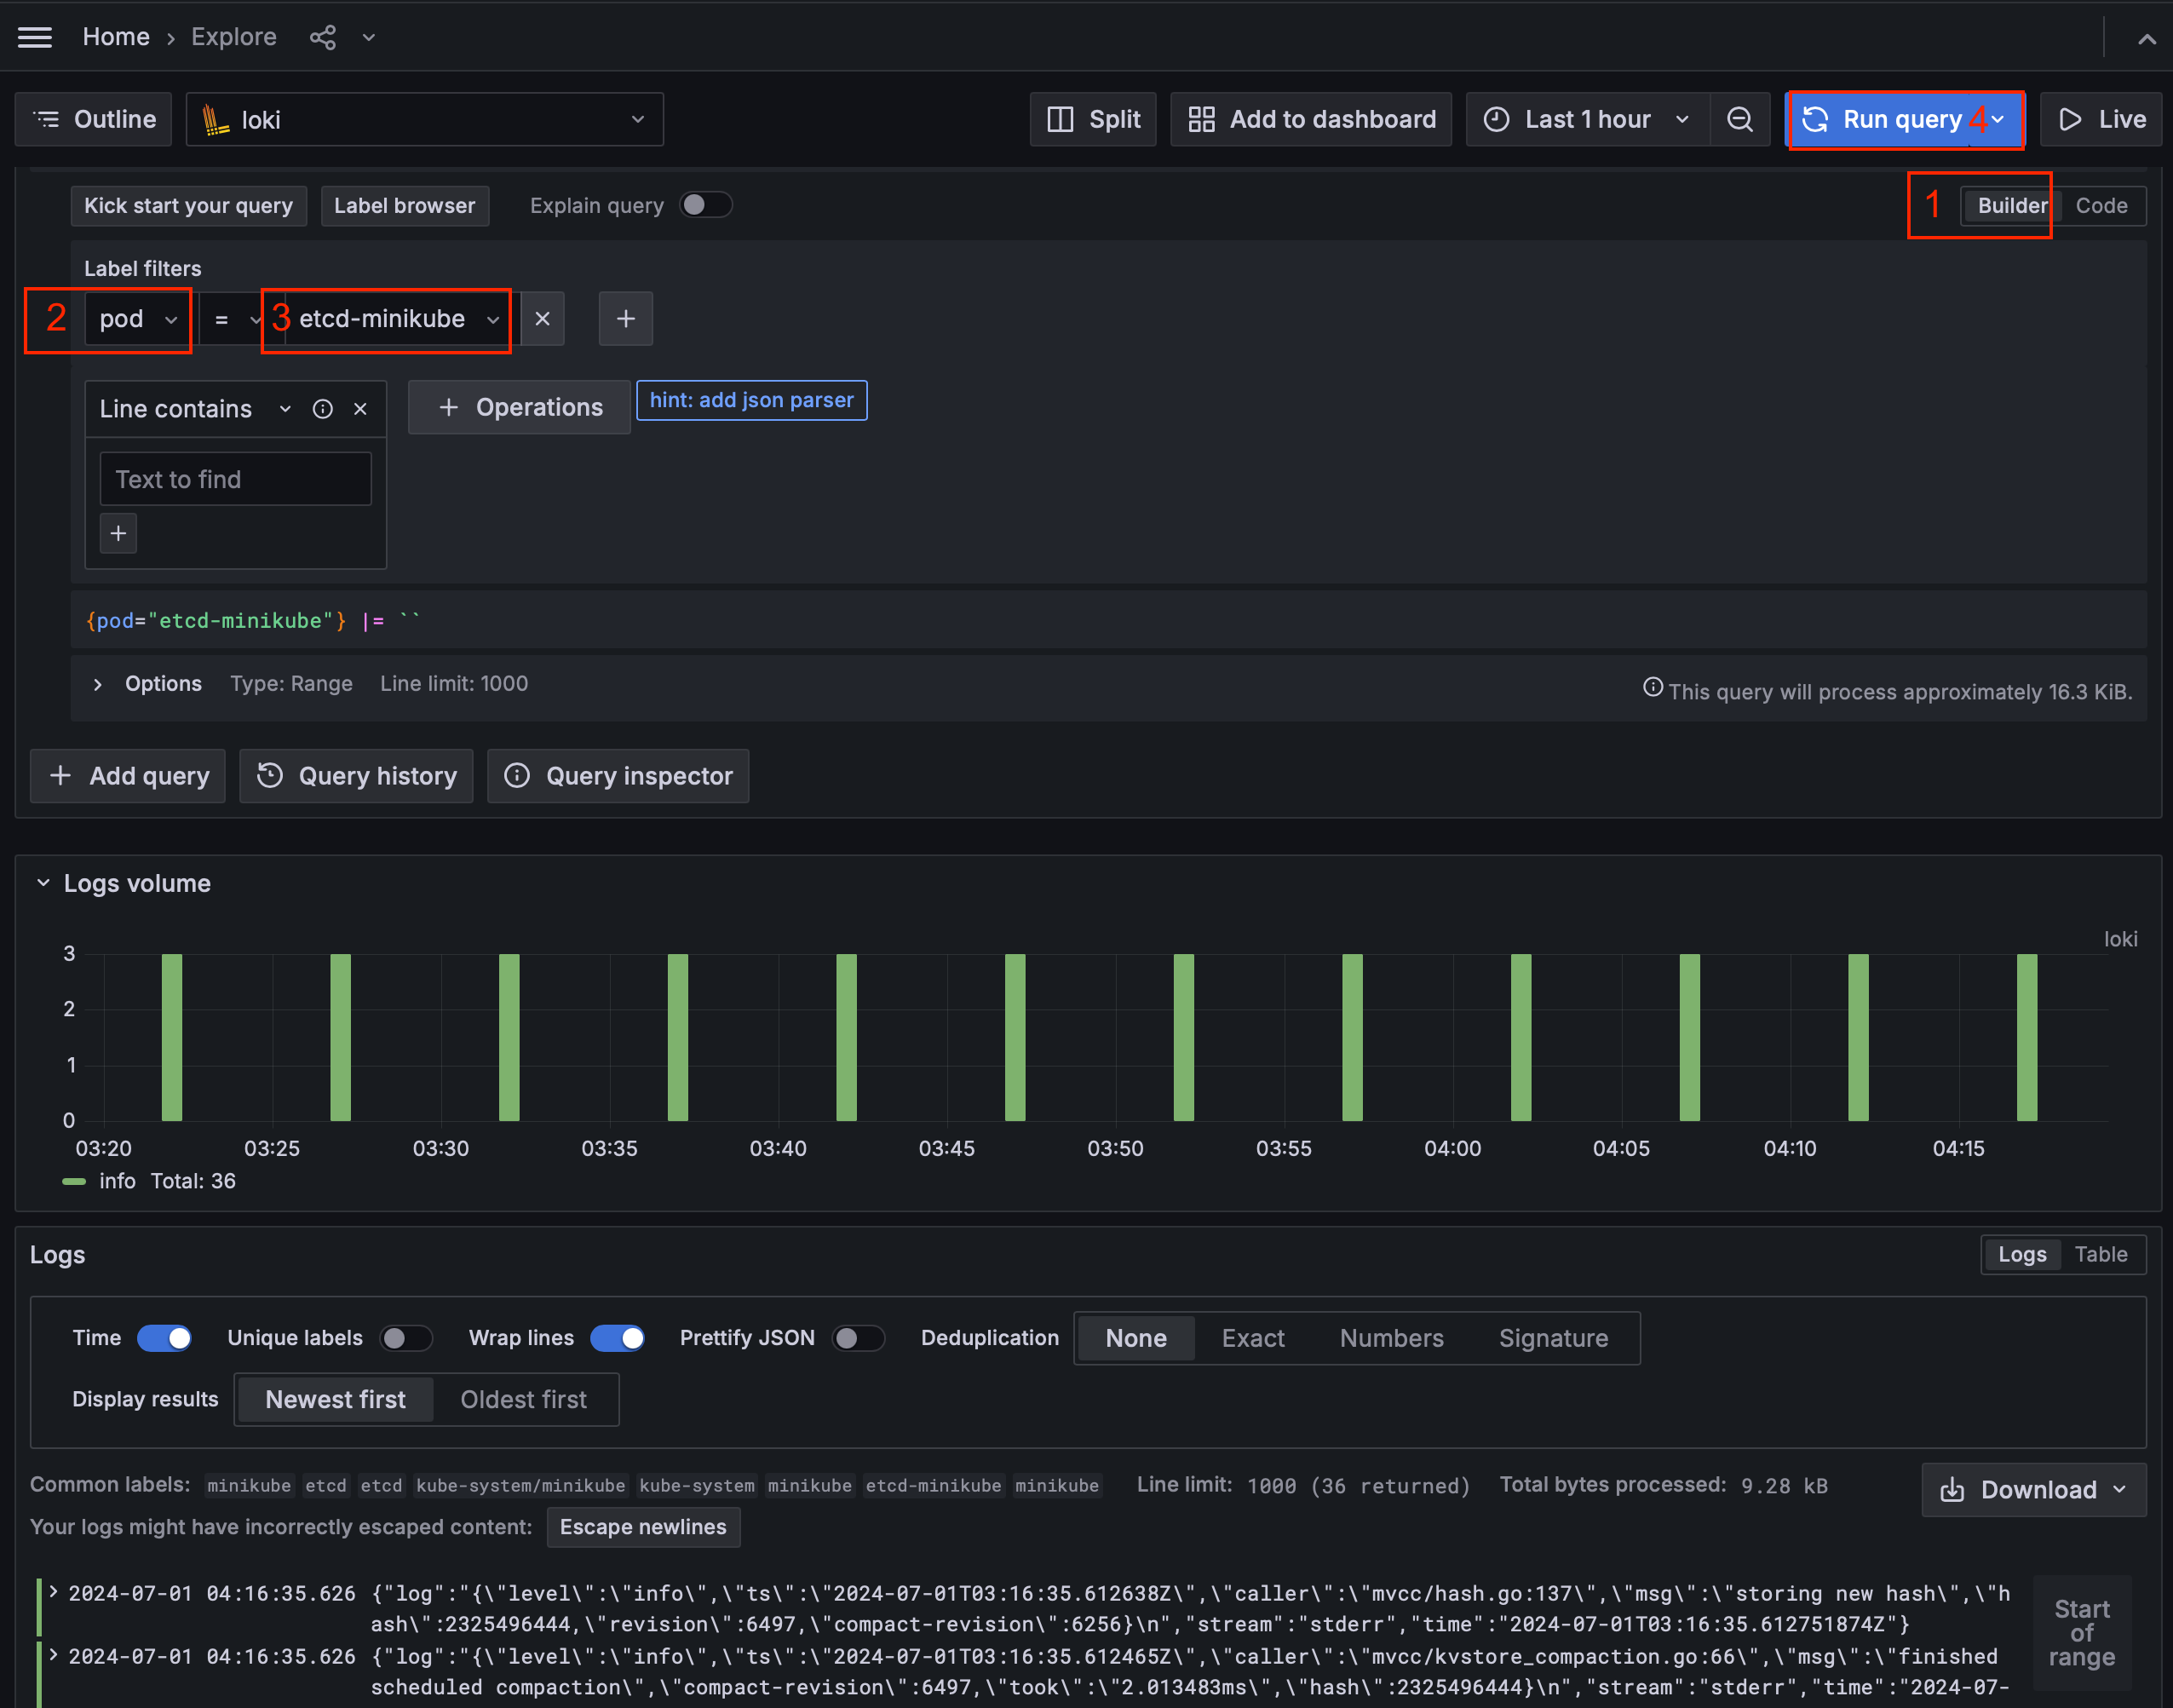 Home › Explore
Outline loki Split Add to dashboard Last 1 hour Run query 4 Live
Kick start your query Label browser Explain query 1 Builder Code
Label filters
2 pod = 3 etcd-minikube
Line contains + Operations hint: add json parser
Text to find
+
{pod="etcd-minikube"} |= ``
Options Type: Range Line limit: 1000 This query will process approximately 16.3 KiB.
+ Add query Query history Query inspector
Logs volume
loki
3
2
1
0
03:20 03:25 03:30 03:35 03:40 03:45 03:50 03:55 04:00 04:05 04:10 04:15
info Total: 36
Logs Logs Table
Time Unique labels Wrap lines Prettify JSON Deduplication None Exact Numbers Signature
Display results Newest first Oldest first
Common labels: minikube etcd etcd kube-system/minikube kube-system minikube etcd-minikube minikube Line limit: 1000 (36 returned) Total bytes processed: 9.28 kB Download
Your logs might have incorrectly escaped content: Escape newlines
2024-07-01 04:16:35.626 {"log":"{\"level\":\"info\",\"ts\":\"2024-07-01T03:16:35.612638Z\",\"caller\":\"mvcc/hash.go:137\",\"msg\":\"storing new hash\",\"h
ash\":2325496444,\"revision\":6497,\"compact-revision\":6256}\n","stream":"stderr","time":"2024-07-01T03:16:35.612751874Z"}
2024-07-01 04:16:35.626 {"log":"{\"level\":\"info\",\"ts\":\"2024-07-01T03:16:35.612465Z\",\"caller\":\"mvcc/kvstore_compaction.go:66\",\"msg\":\"finished
scheduled compaction\",\"compact-revision\":6497,\"took\":\"2.013483ms\",\"hash\":2325496444}\n","stream":"stderr","time":"2024-07-
Start
of
range